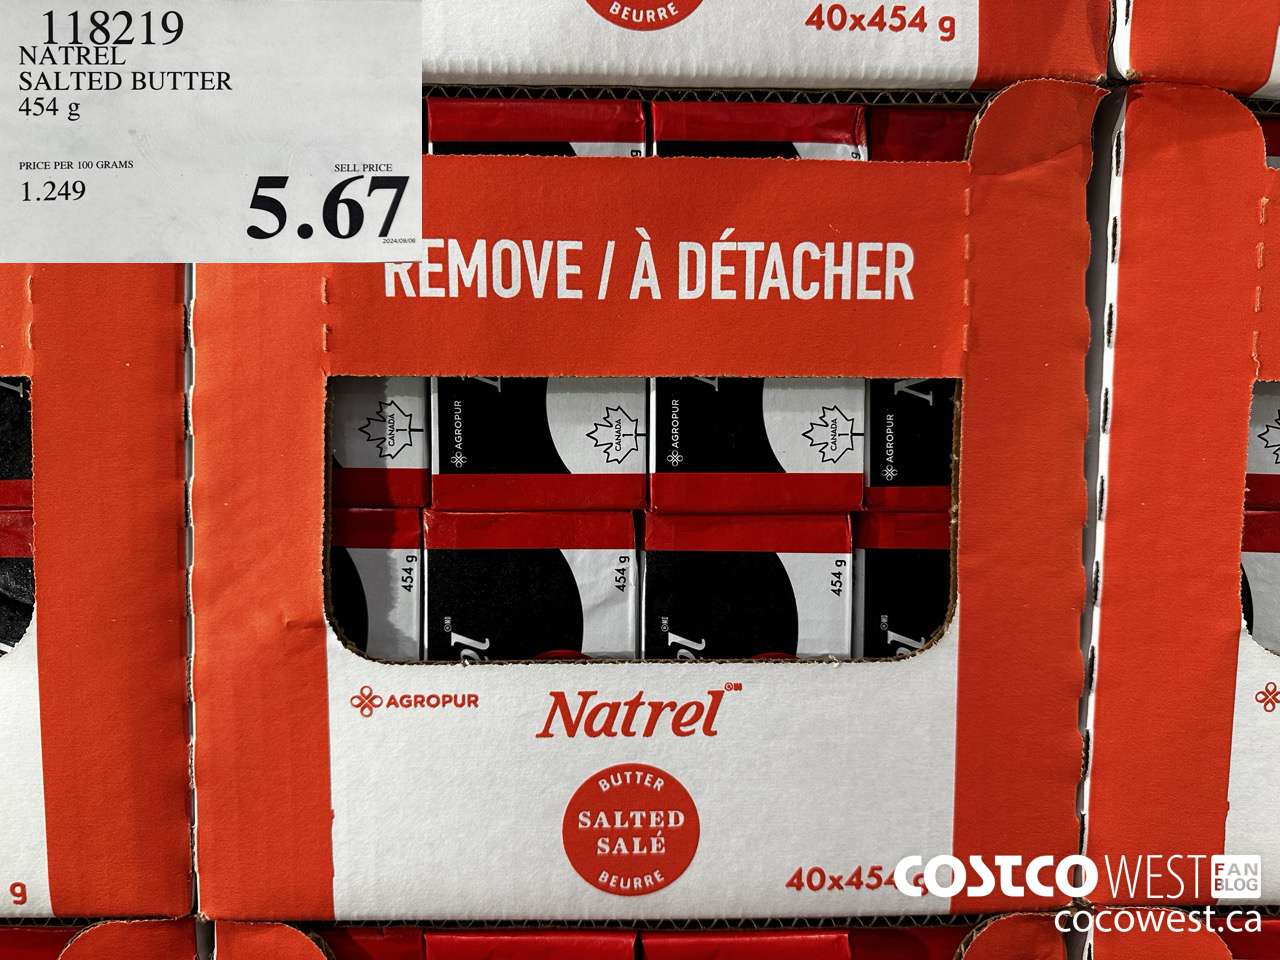 118219
NATREL
SALTED BUTTER
454 g
PRICE PER 100 GRAMS
1.249
SELL PRICE
5.67
2024/09/06
BEURRE
40x454 g
REMOVE / À DÉTACHER
AGROPUR
CANADA
AGROPUR
CANADA
AGROPUR
CANADA
AGROPUR
454 g
454 g
454 g
AGROPUR
Natrel
BUTTER
SALTED
SALÉ
BEURRE
40x454 g
g
COSTCO WEST FAN BLOG
cocowest.ca